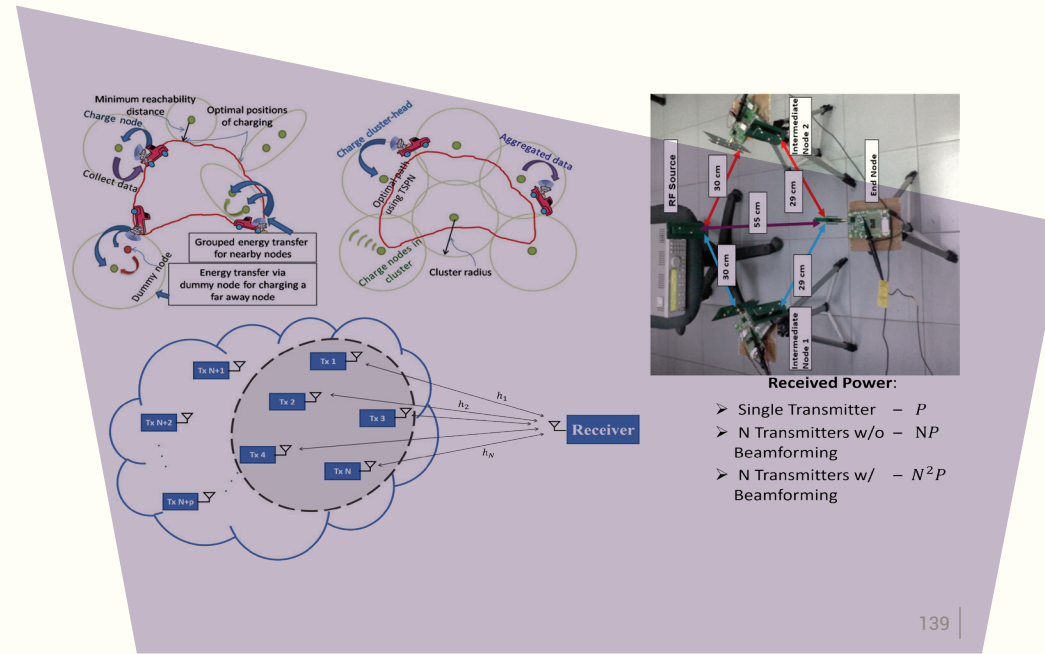 Minimum reachability
distance
Charge node
Optimal positions
of charging
Collect data
Dummy node
Grouped energy transfer
for nearby nodes
Energy transfer via
dummy node for charging a
far away node
Charge cluster-head
Optimal path
using TSPN
Aggregated data
Charge nodes in
cluster
Cluster radius
RF Source
30 cm
Intermediate
Node 2
29 cm
55 cm
End Node
30 cm
29 cm
Intermediate
Node 1
Tx N+1
Tx N+2
Tx N+p
Tx 1
Tx 2
Tx 3
Tx 4
Tx N
h₁
h₂
h_N
Receiver
Received Power:
➢ Single Transmitter – P
➢ N Transmitters w/o – NP
Beamforming
➢ N Transmitters w/ – N²P
Beamforming
139